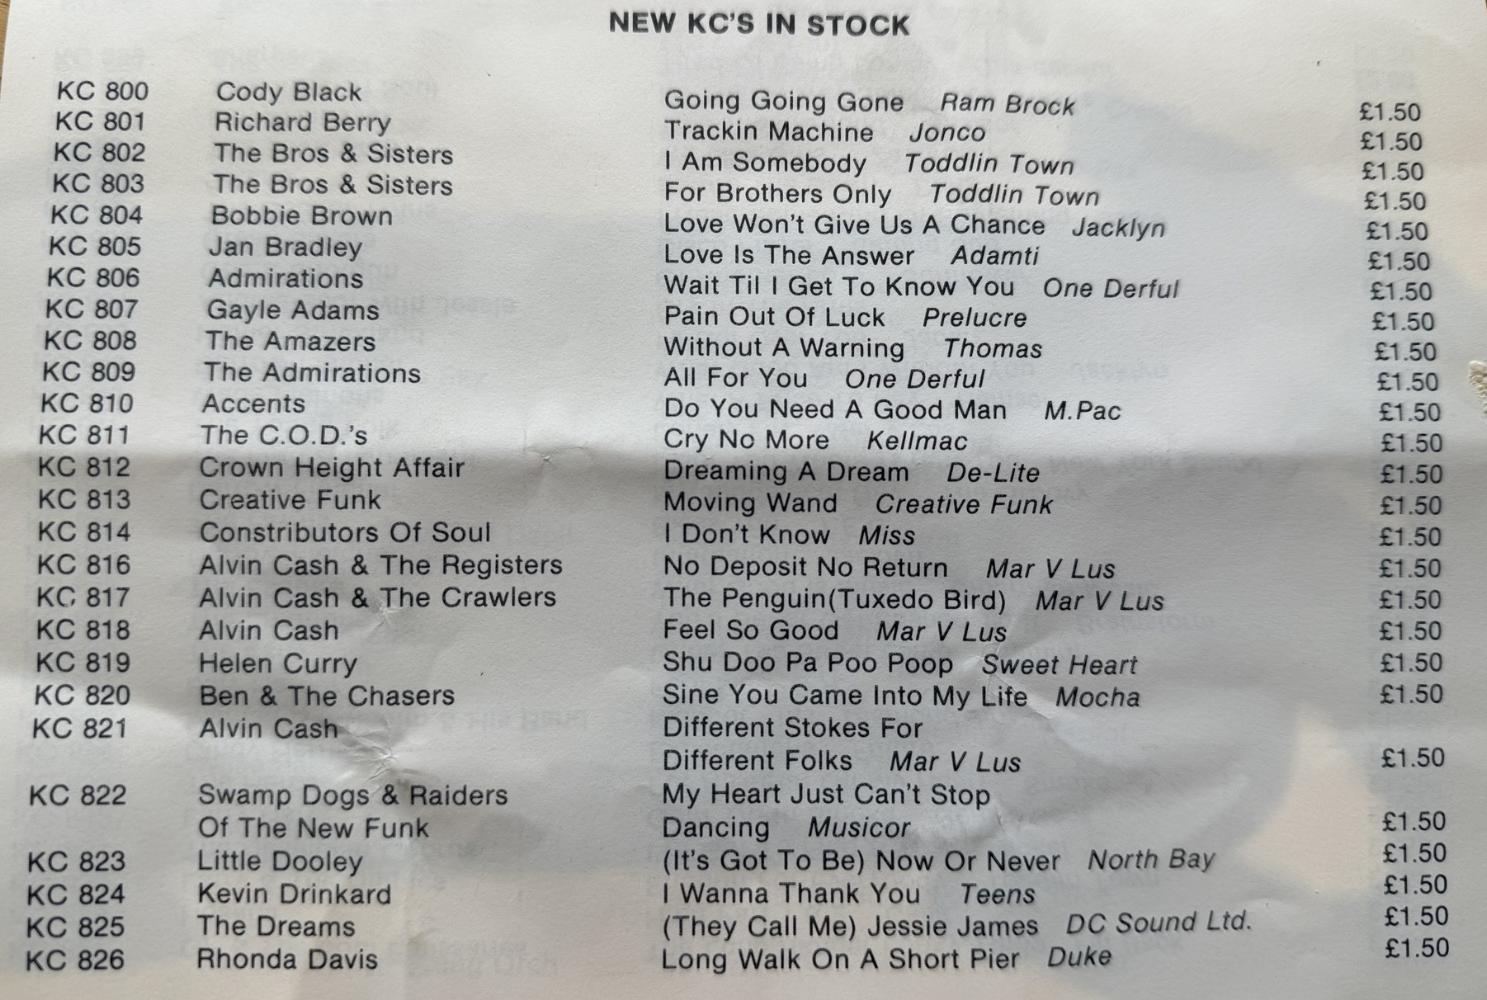 NEW KC'S IN STOCK
KC 800 Cody Black Going Going Gone Ram Brock £1.50
KC 801 Richard Berry Trackin Machine Jonco £1.50
KC 802 The Bros & Sisters I Am Somebody Toddlin Town £1.50
KC 803 The Bros & Sisters For Brothers Only Toddlin Town £1.50
KC 804 Bobbie Brown Love Won't Give Us A Chance Jacklyn £1.50
KC 805 Jan Bradley Love Is The Answer Adamti £1.50
KC 806 Admirations Wait Til I Get To Know You One Derful £1.50
KC 807 Gayle Adams Pain Out Of Luck Prelucre £1.50
KC 808 The Amazers Without A Warning Thomas £1.50
KC 809 The Admirations All For You One Derful £1.50
KC 810 Accents Do You Need A Good Man M.Pac £1.50
KC 811 The C.O.D.'s Cry No More Kellmac £1.50
KC 812 Crown Height Affair Dreaming A Dream De-Lite £1.50
KC 813 Creative Funk Moving Wand Creative Funk £1.50
KC 814 Constributors Of Soul I Don't Know Miss £1.50
KC 816 Alvin Cash & The Registers No Deposit No Return Mar V Lus £1.50
KC 817 Alvin Cash & The Crawlers The Penguin(Tuxedo Bird) Mar V Lus £1.50
KC 818 Alvin Cash Feel So Good Mar V Lus £1.50
KC 819 Helen Curry Shu Doo Pa Poo Poop Sweet Heart £1.50
KC 820 Ben & The Chasers Sine You Came Into My Life Mocha £1.50
KC 821 Alvin Cash Different Stokes For
Different Folks Mar V Lus £1.50
KC 822 Swamp Dogs & Raiders My Heart Just Can't Stop
Of The New Funk Dancing Musicor £1.50
KC 823 Little Dooley (It's Got To Be) Now Or Never North Bay £1.50
KC 824 Kevin Drinkard I Wanna Thank You Teens £1.50
KC 825 The Dreams (They Call Me) Jessie James DC Sound Ltd. £1.50
KC 826 Rhonda Davis Long Walk On A Short Pier Duke £1.50